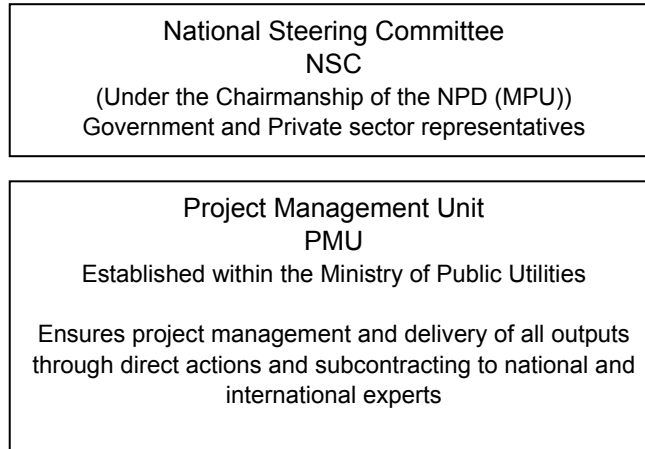 National Steering Committee
NSC
(Under the Chairmanship of the NPD (MPU))
Government and Private sector representatives
Project Management Unit
PMU
Established within the Ministry of Public Utilities
Ensures project management and delivery of all outputs
through direct actions and subcontracting to national and
international experts